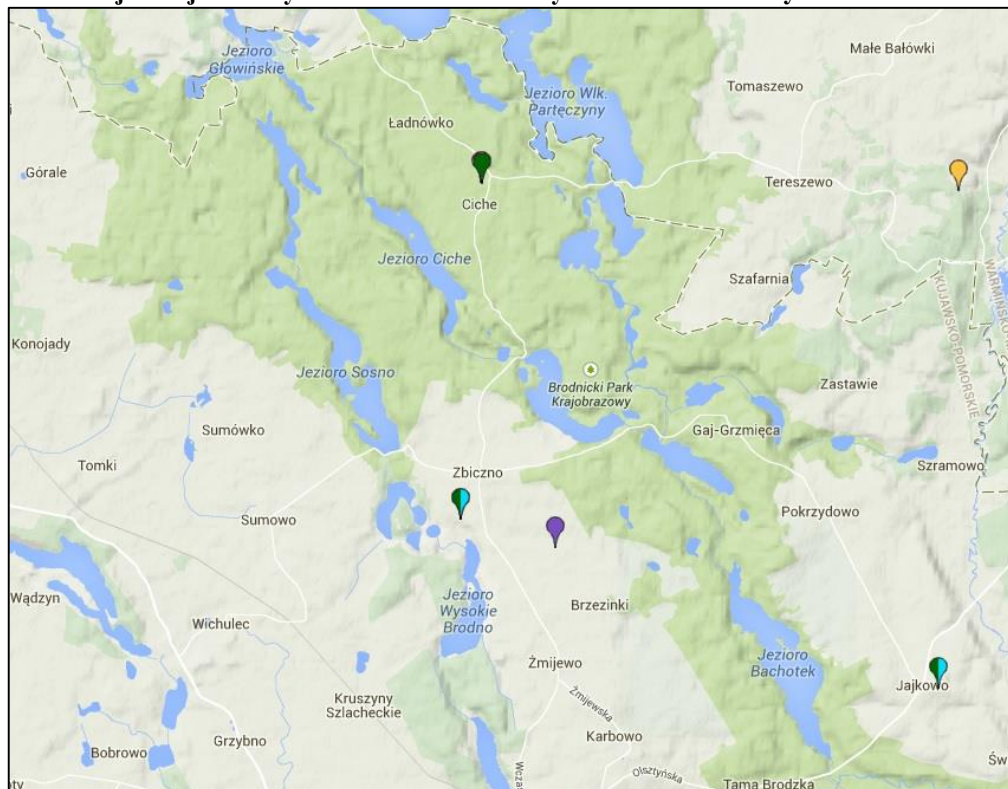 Jezioro
Głowińskie
Małe Bałówki
Jezioro Wlk.
Partęczyny
Tomaszewo
Ładnówko
Górale
Tereszewo
Ciche
Jezioro Ciche
Szafarnia
WARMIŃSKO
KUJAWSKO-POMORSKIE
Konojady
Jezioro Sosno
Brodnicki Park
Krajobrazowy
Zastawie
Sumówko
Gaj-Grzmięca
Tomki
Zbiczno
Szramowo
Sumowo
Pokrzydowo
Wądzyn
Jezioro
Wysokie
Brodno
Brzezinki
Wichulec
Jezioro
Bachotek
Żmijewo
Jajkowo
Kruszyny
Szlacheckie
Żmijewska
Karbowo
Grzybno
Bobrowo
Olsztyńska
Tama Brodzka